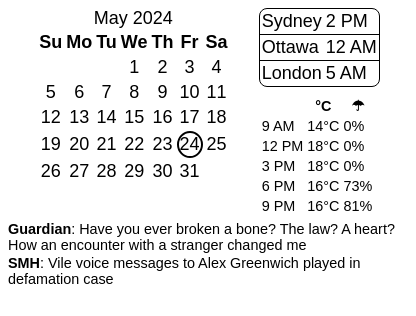 May 2024
Su Mo Tu We Th Fr Sa
1 2 3 4
5 6 7 8 9 10 11
12 13 14 15 16 17 18
19 20 21 22 23 24 25
26 27 28 29 30 31
Sydney 2 PM
Ottawa 12 AM
London 5 AM
°C ☂
9 AM 14°C 0%
12 PM 18°C 0%
3 PM 18°C 0%
6 PM 16°C 73%
9 PM 16°C 81%
Guardian: Have you ever broken a bone? The law? A heart?
How an encounter with a stranger changed me
SMH: Vile voice messages to Alex Greenwich played in
defamation case